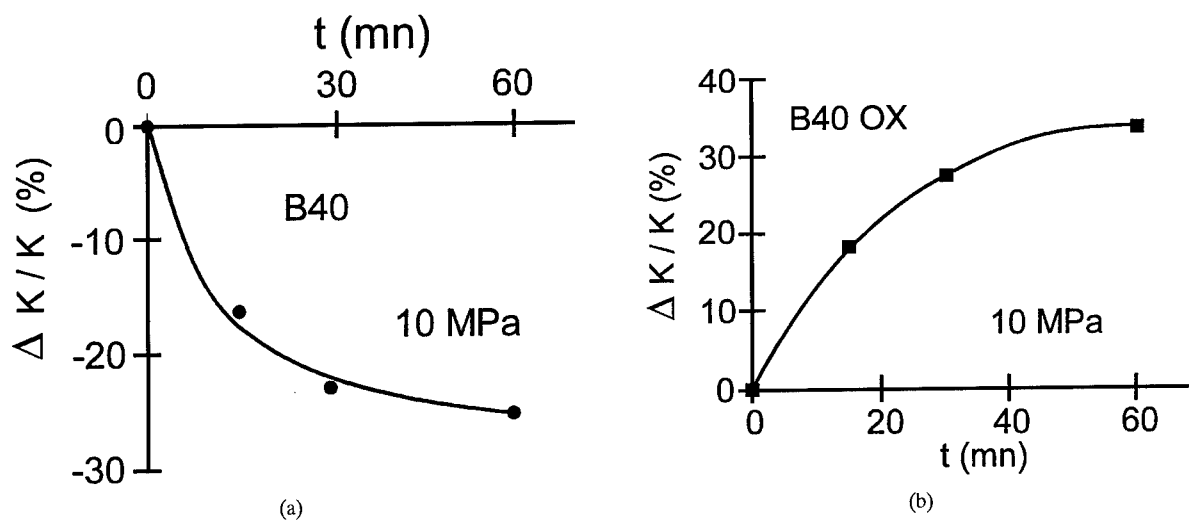 t (mn)
0 30 60
0
-10
-20
-30
Δ K / K (%)
B40
10 MPa
(a)
40
30
20
10
0
Δ K / K (%)
B40 OX
10 MPa
0 20 40 60
t (mn)
(b)